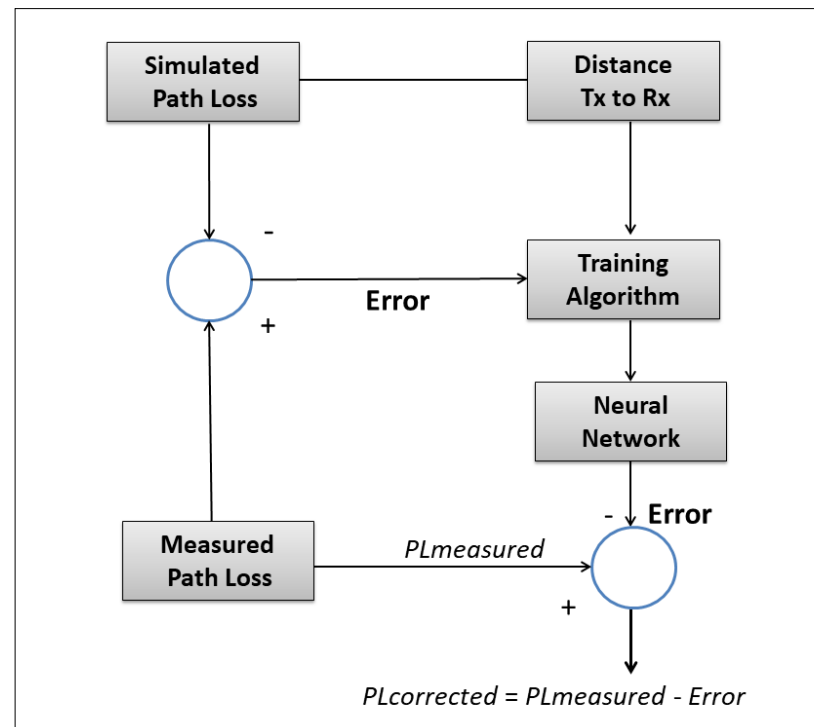 Simulated
Path Loss
Distance
Tx to Rx
-
+
Error
Training
Algorithm
Neural
Network
- Error
Measured
Path Loss
PLmeasured
+
PLcorrected = PLmeasured - Error